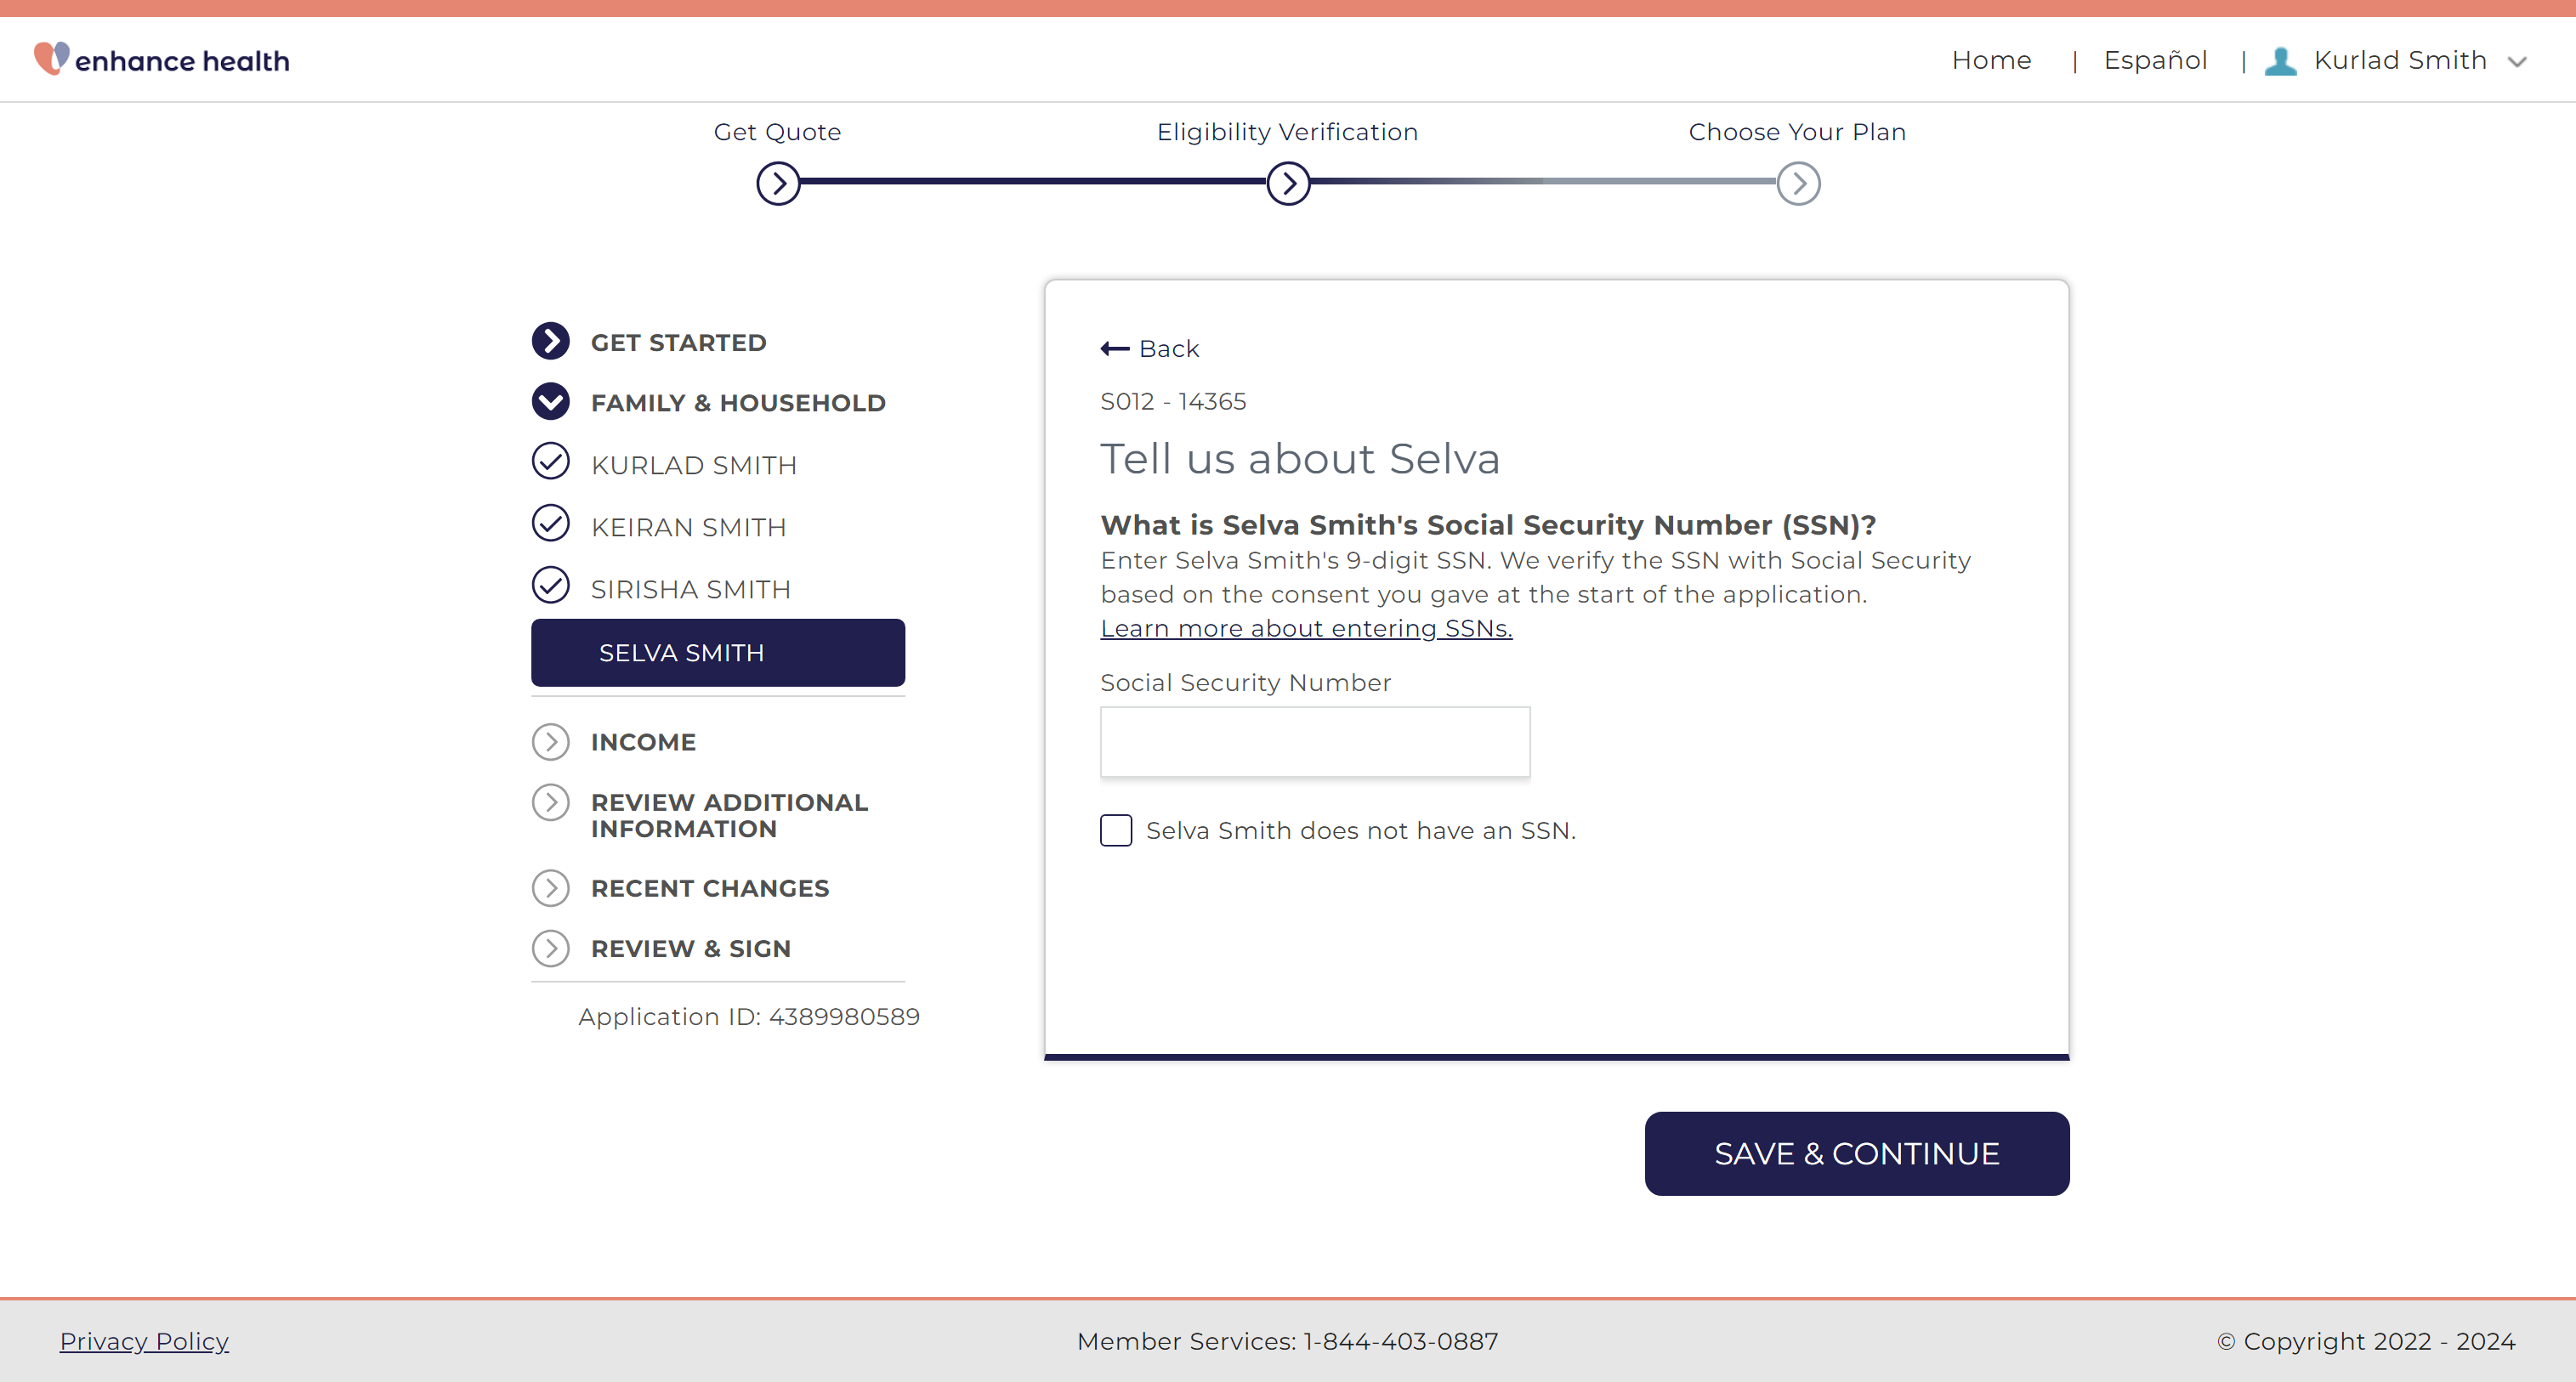 enhance health
Home | Español | Kurlad Smith
Get Quote
Eligibility Verification
Choose Your Plan
GET STARTED
FAMILY & HOUSEHOLD
KURLAD SMITH
KEIRAN SMITH
SIRISHA SMITH
SELVA SMITH
INCOME
REVIEW ADDITIONAL
INFORMATION
RECENT CHANGES
REVIEW & SIGN
Application ID: 4389980589
Back
S012 - 14365
Tell us about Selva
What is Selva Smith's Social Security Number (SSN)?
Enter Selva Smith's 9-digit SSN. We verify the SSN with Social Security
based on the consent you gave at the start of the application.
Learn more about entering SSNs.
Social Security Number
Selva Smith does not have an SSN.
SAVE & CONTINUE
Privacy Policy
Member Services: 1-844-403-0887
© Copyright 2022 - 2024